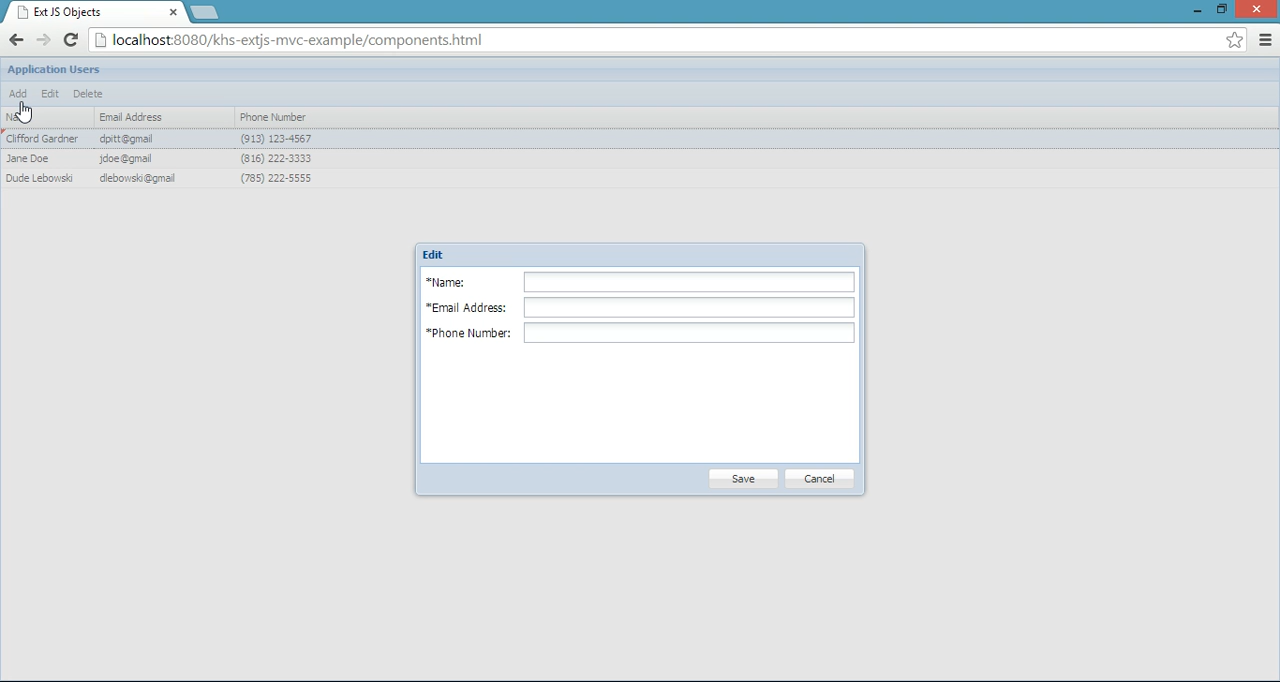 Ext JS Objects
localhost:8080/khs-extjs-mvc-example/components.html
Application Users
Add Edit Delete
Email Address Phone Number
Clifford Gardner dpitt@gmail (913) 123-4567
Jane Doe jdoe@gmail (816) 222-3333
Dude Lebowski dlebowski@gmail (785) 222-5555
Edit
*Name:
*Email Address:
*Phone Number:
Save Cancel